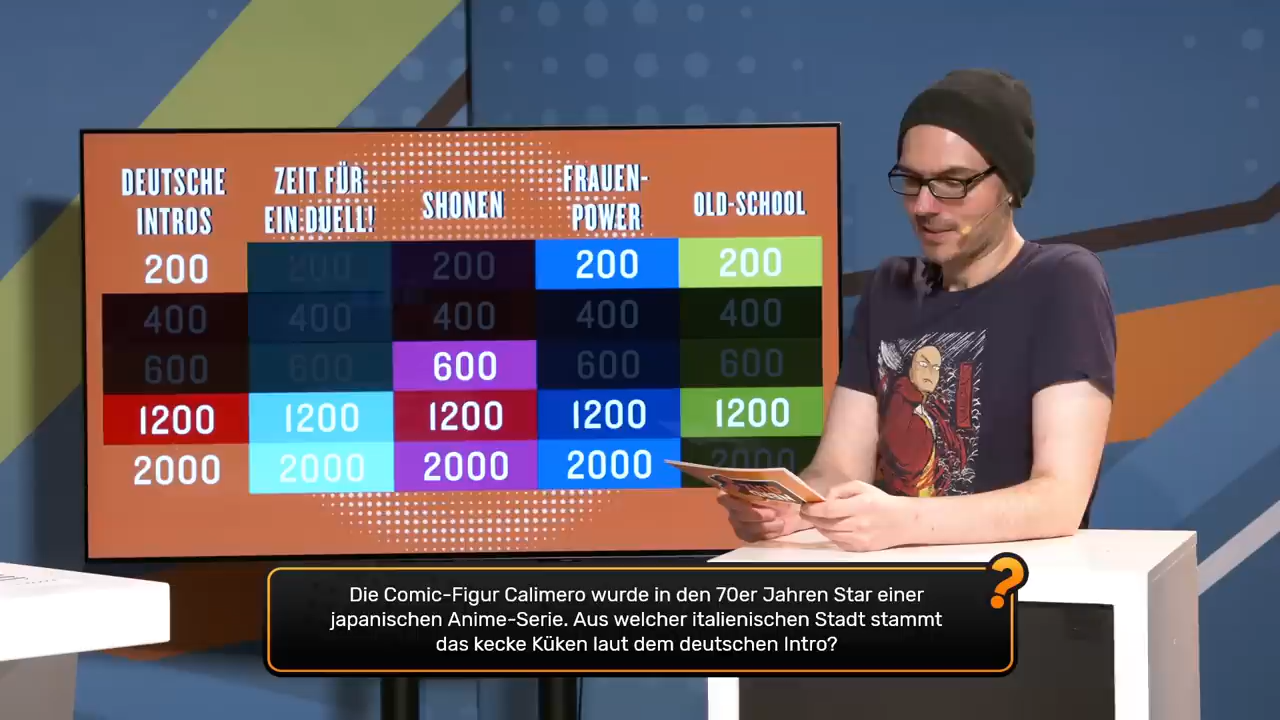 DEUTSCHE INTROS
ZEIT FÜR EIN DUELL!
SHONEN
FRAUEN-POWER
OLD-SCHOOL
200 200 200 200 200
400 400 400 400 400
600 600 600 600 600
1200 1200 1200 1200 1200
2000 2000 2000 2000 2000
Die Comic-Figur Calimero wurde in den 70er Jahren Star einer
japanischen Anime-Serie. Aus welcher italienischen Stadt stammt
das kecke Küken laut dem deutschen Intro?
?